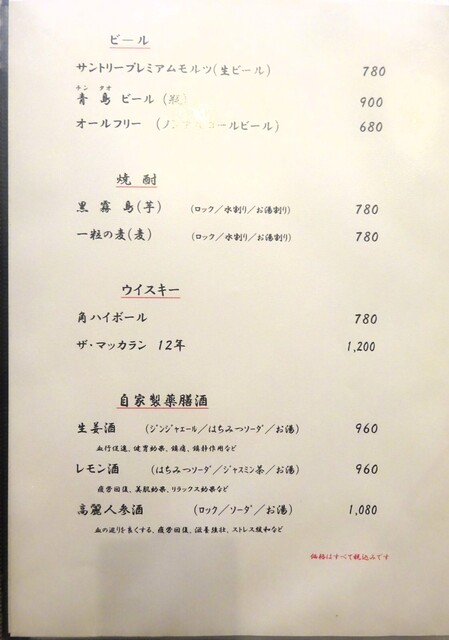 ビール
サントリープレミアムモルツ(生ビール) 780
チン タオ
青島 ビール (瓶) 900
オールフリー (ノンアルコールビール) 680
焼酎
黒霧島(芋) (ロック/水割り/お湯割り) 780
一粒の麦(麦) (ロック/水割り/お湯割り) 780
ウイスキー
角ハイボール 780
ザ・マッカラン 12年 1,200
自家製薬膳酒
生姜酒 (ジンジャエール/はちみつソーダ/お湯) 960
血行促進、健胃効果、鎮痛、鎮静作用など
レモン酒 (はちみつソーダ/ジャスミン茶/お湯) 960
疲労回復、美肌効果、リラックス効果など
高麗人参酒 (ロック/ソーダ/お湯) 1,080
血の巡りを良くする、疲労回復、滋養強壮、ストレス緩和など
価格はすべて税込みです